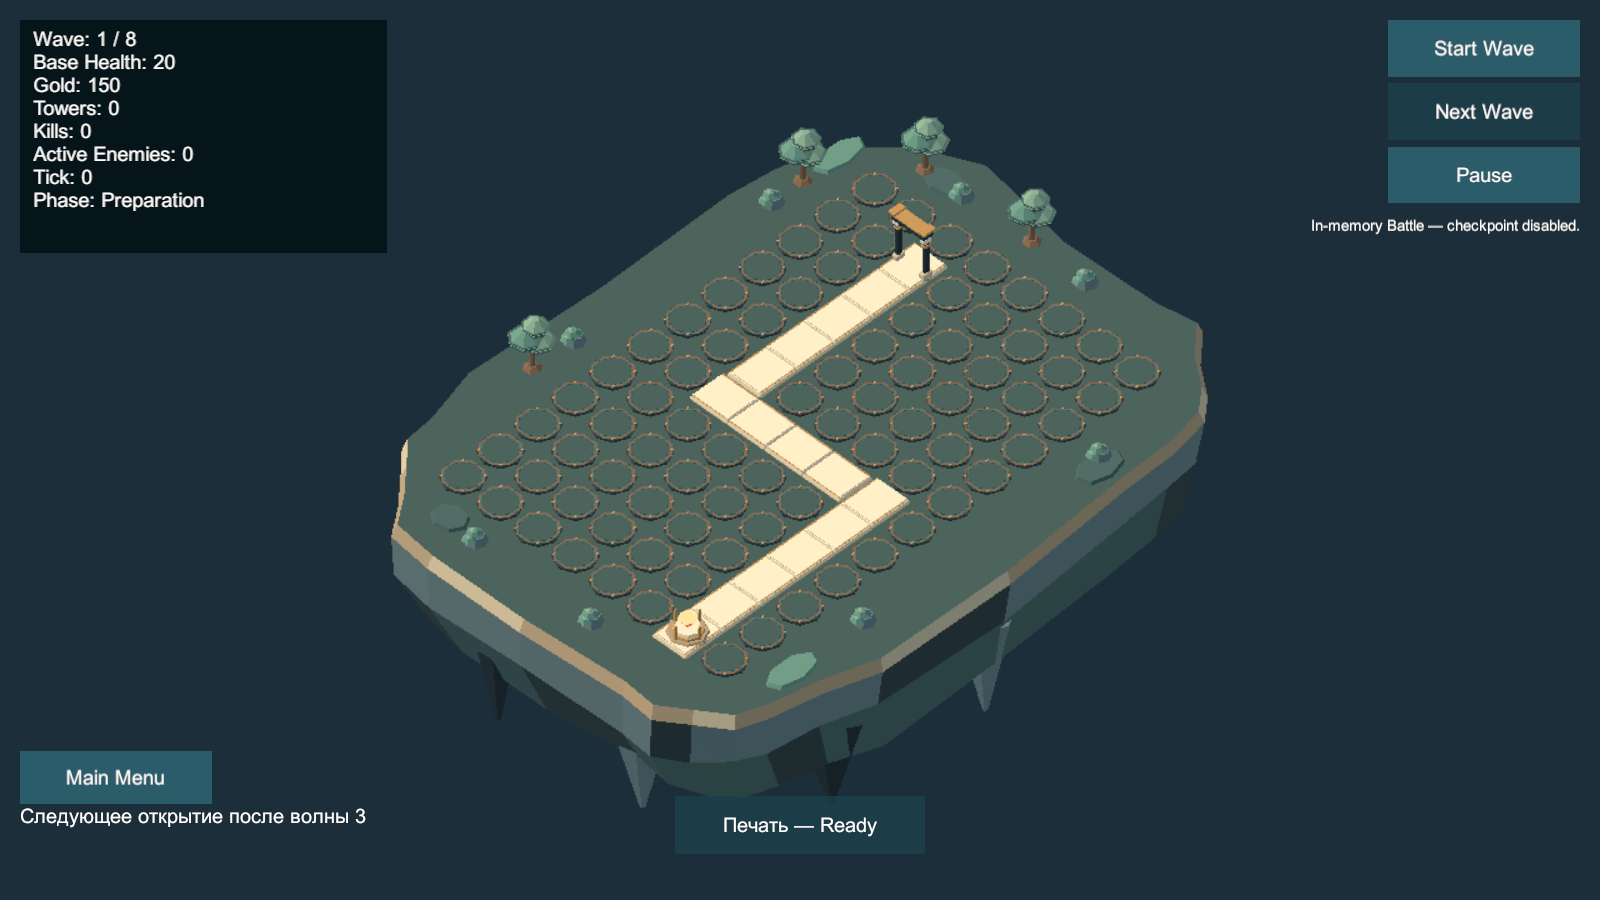 Wave: 1 / 8
Base Health: 20
Gold: 150
Towers: 0
Kills: 0
Active Enemies: 0
Tick: 0
Phase: Preparation
Start Wave
Next Wave
Pause
In-memory Battle — checkpoint disabled.
Main Menu
Следующее открытие после волны 3
Печать — Ready